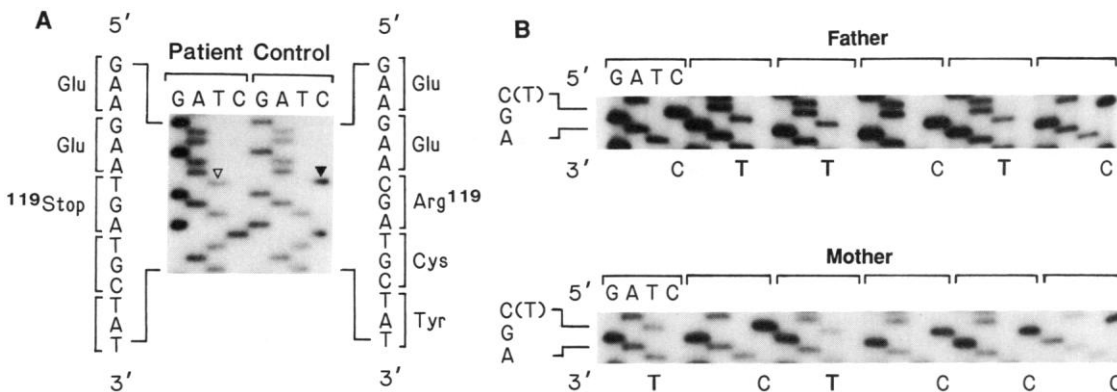 A
5′
5′
Patient Control
G A T C G A T C
Glu
G
A
A
Glu
G
A
A
119Stop
T
G
A
T
G
C
T
A
T
3′
G
A
A
Glu
G
A
A
Glu
C
G
A
Arg119
T
G
C
Cys
T
A
T
Tyr
3′
B
Father
5′ G A T C
C(T)
G
A
3′ C T T C T C
Mother
5′ G A T C
C(T)
G
A
3′ T C T C C C